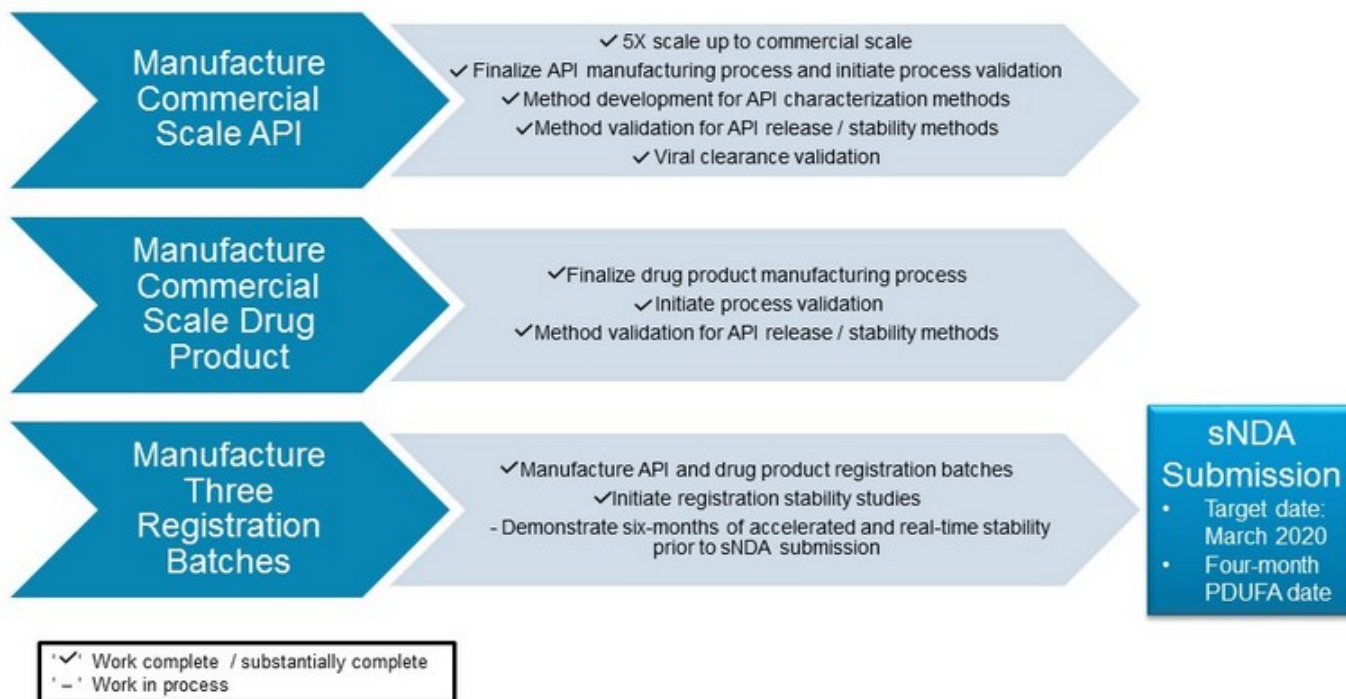 Manufacture
Commercial
Scale API
✓ 5X scale up to commercial scale
✓ Finalize API manufacturing process and initiate process validation
✓ Method development for API characterization methods
✓ Method validation for API release / stability methods
✓ Viral clearance validation
Manufacture
Commercial
Scale Drug
Product
✓Finalize drug product manufacturing process
✓ Initiate process validation
✓Method validation for API release / stability methods
Manufacture
Three
Registration
Batches
✓Manufacture API and drug product registration batches
✓Initiate registration stability studies
- Demonstrate six-months of accelerated and real-time stability
prior to sNDA submission
sNDA
Submission
• Target date:
March 2020
• Four-month
PDUFA date
'✓' Work complete / substantially complete
'–' Work in process